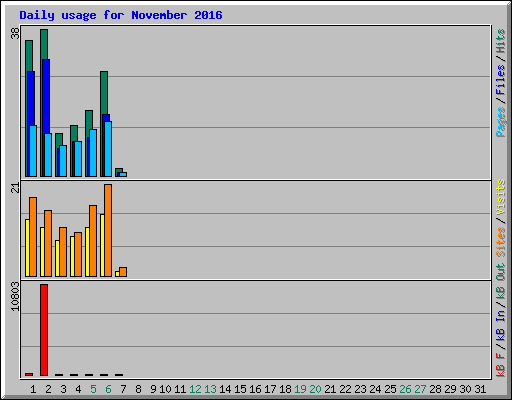 Daily usage for November 2016
38
Pages / Files / Hits
21
Sites / Visits
10803
kB F / kB In / kB Out
1 2 3 4 5 6 7 8 9 10 11 12 13 14 15 16 17 18 19 20 21 22 23 24 25 26 27 28 29 30 31